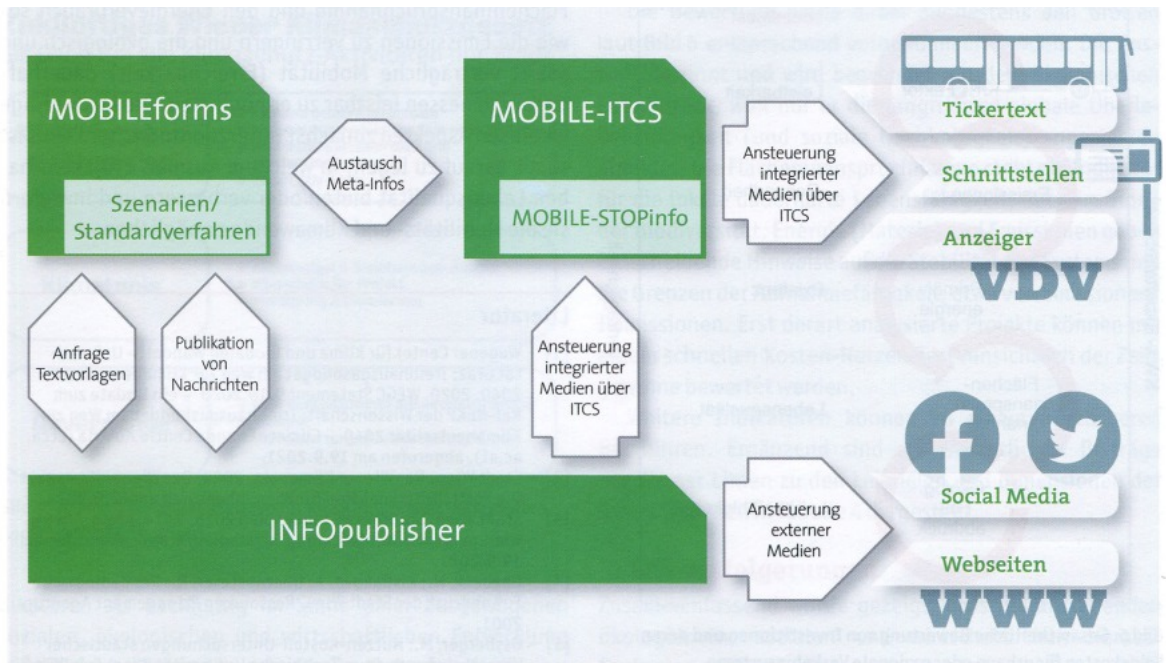 MOBILEforms
Szenarien/
Standardverfahren
Austausch
Meta-Infos
MOBILE-ITCS
MOBILE-STOPinfo
Ansteuerung
integrierter
Medien über
ITCS
Tickertext
Schnittstellen
Anzeiger
VDV
Anfrage
Textvorlagen
Publikation
von
Nachrichten
Ansteuerung
integrierter
Medien über
ITCS
INFOpublisher
Ansteuerung
externer
Medien
Social Media
Webseiten
www